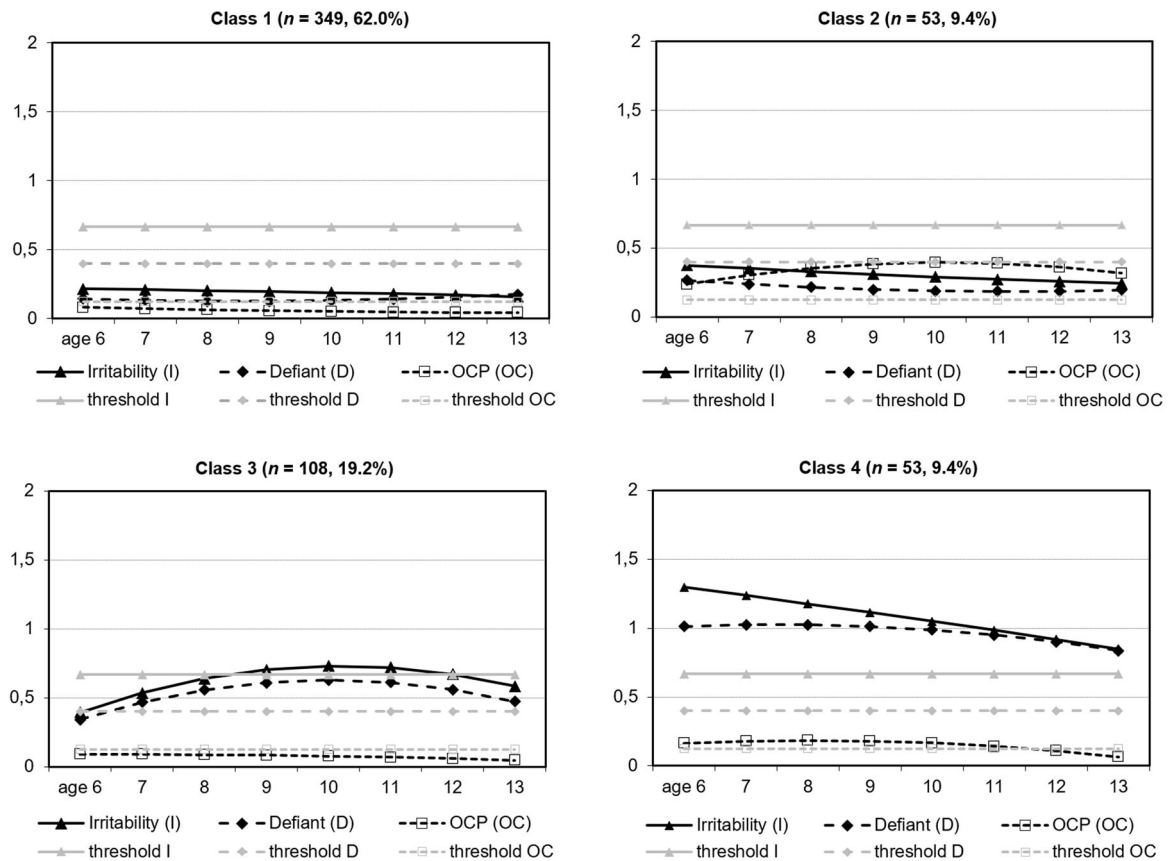 Class 1 (n = 349, 62.0%)
2
1,5
1
0,5
0
age 6 7 8 9 10 11 12 13
Irritability (I) Defiant (D) OCP (OC)
threshold I threshold D threshold OC
Class 2 (n = 53, 9.4%)
2
1,5
1
0,5
0
age 6 7 8 9 10 11 12 13
Irritability (I) Defiant (D) OCP (OC)
threshold I threshold D threshold OC
Class 3 (n = 108, 19.2%)
2
1,5
1
0,5
0
age 6 7 8 9 10 11 12 13
Irritability (I) Defiant (D) OCP (OC)
threshold I threshold D threshold OC
Class 4 (n = 53, 9.4%)
2
1,5
1
0,5
0
age 6 7 8 9 10 11 12 13
Irritability (I) Defiant (D) OCP (OC)
threshold I threshold D threshold OC